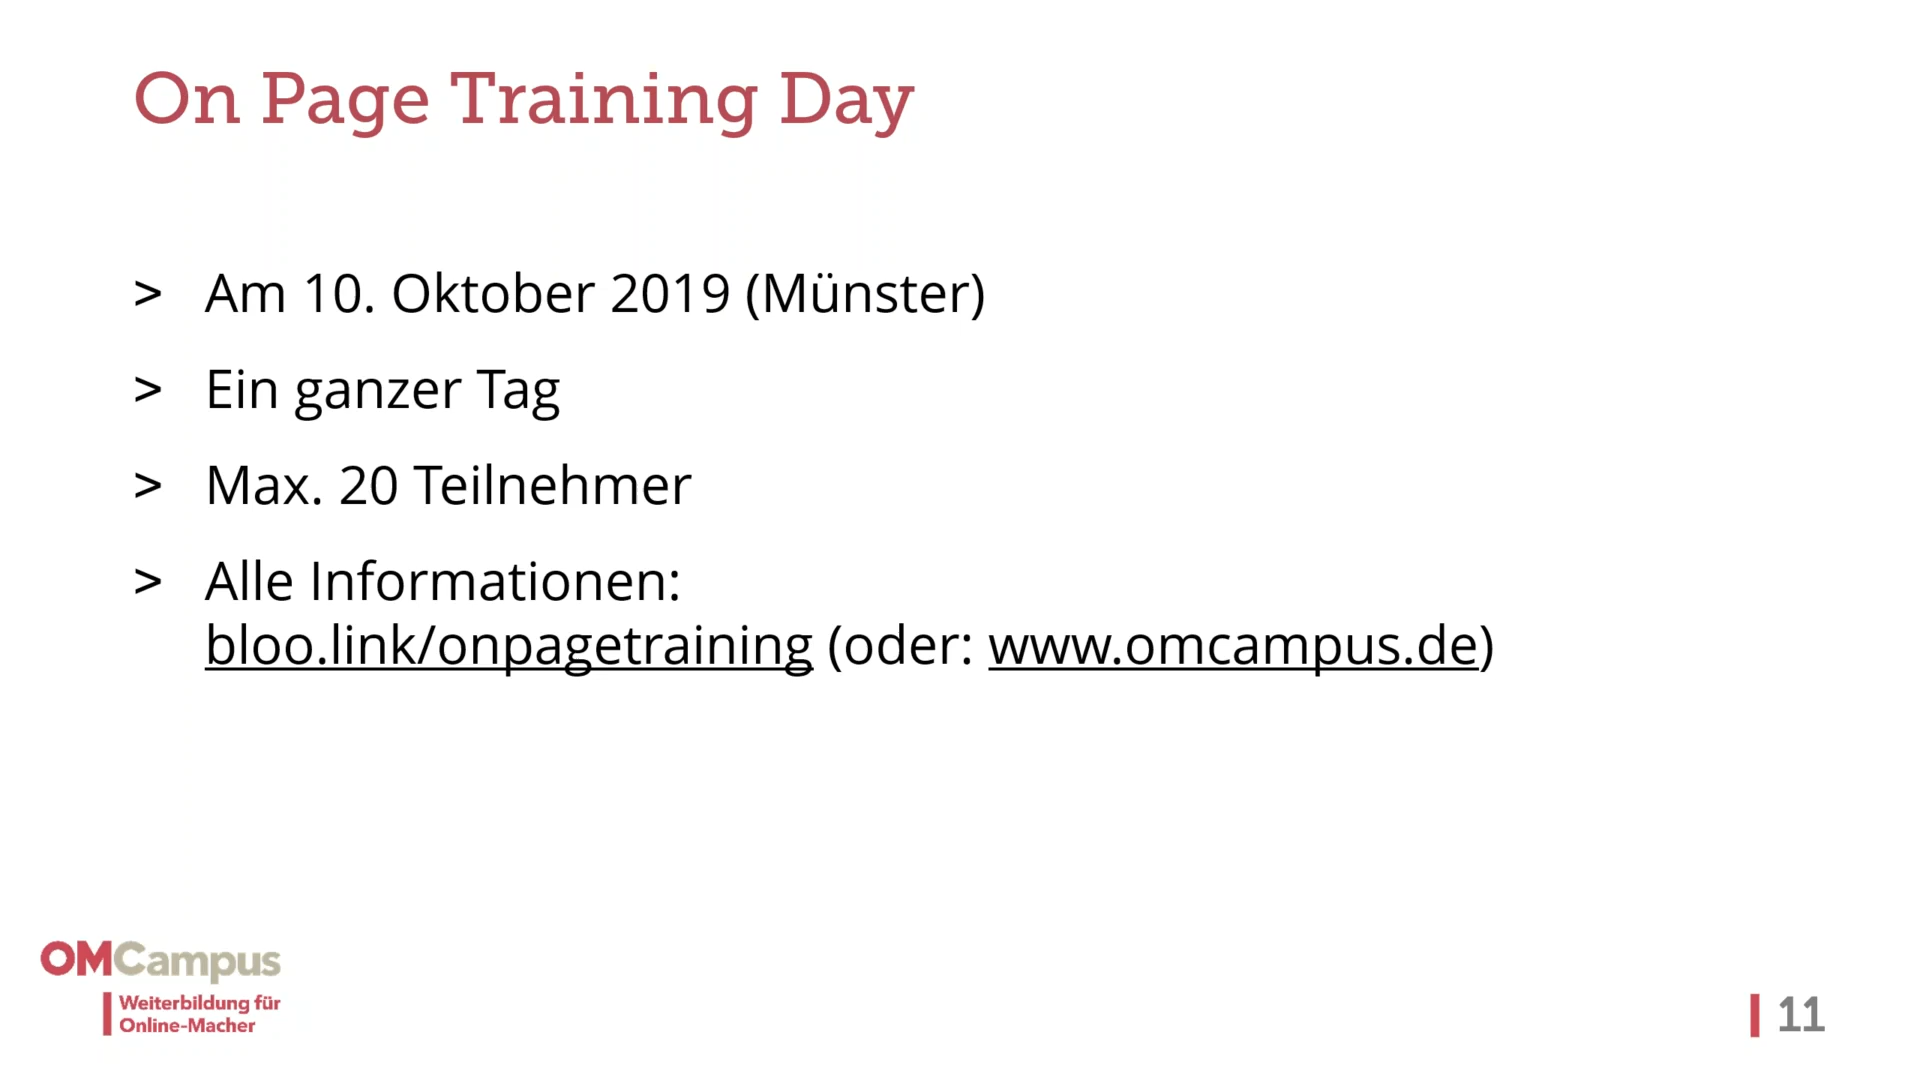 On Page Training Day
> Am 10. Oktober 2019 (Münster)
> Ein ganzer Tag
> Max. 20 Teilnehmer
> Alle Informationen:
bloo.link/onpagetraining (oder: www.omcampus.de)
OMCampus
Weiterbildung für
Online-Macher
11